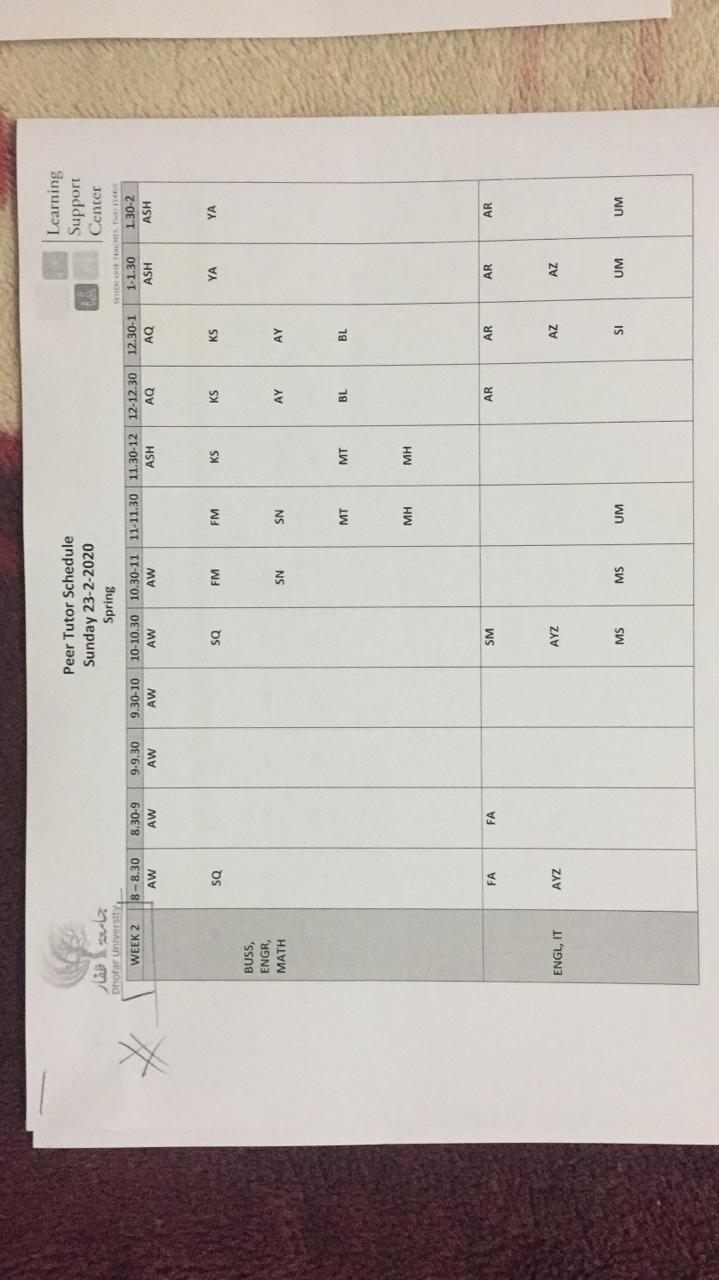 جامعة ظفار
Dhofar University
Peer Tutor Schedule
Sunday 23-2-2020
Spring
Learning
Support
Center
WHEN ONE TEACHES, TWO LEARN
WEEK 2 8 – 8.30 8.30-9 9-9.30 9.30-10 10-10.30 10.30-11 11-11.30 11.30-12 12-12.30 12.30-1 1-1.30 1.30-2
AW AW AW AW AW AW ASH AQ AQ ASH ASH
SQ SQ FM FM KS KS KS YA YA
BUSS,
ENGR,
MATH SN SN AY AY
MT MT BL BL
MH MH
FA FA SM AR AR AR AR
ENGL, IT AYZ AYZ AZ AZ
MS MS UM SI UM UM